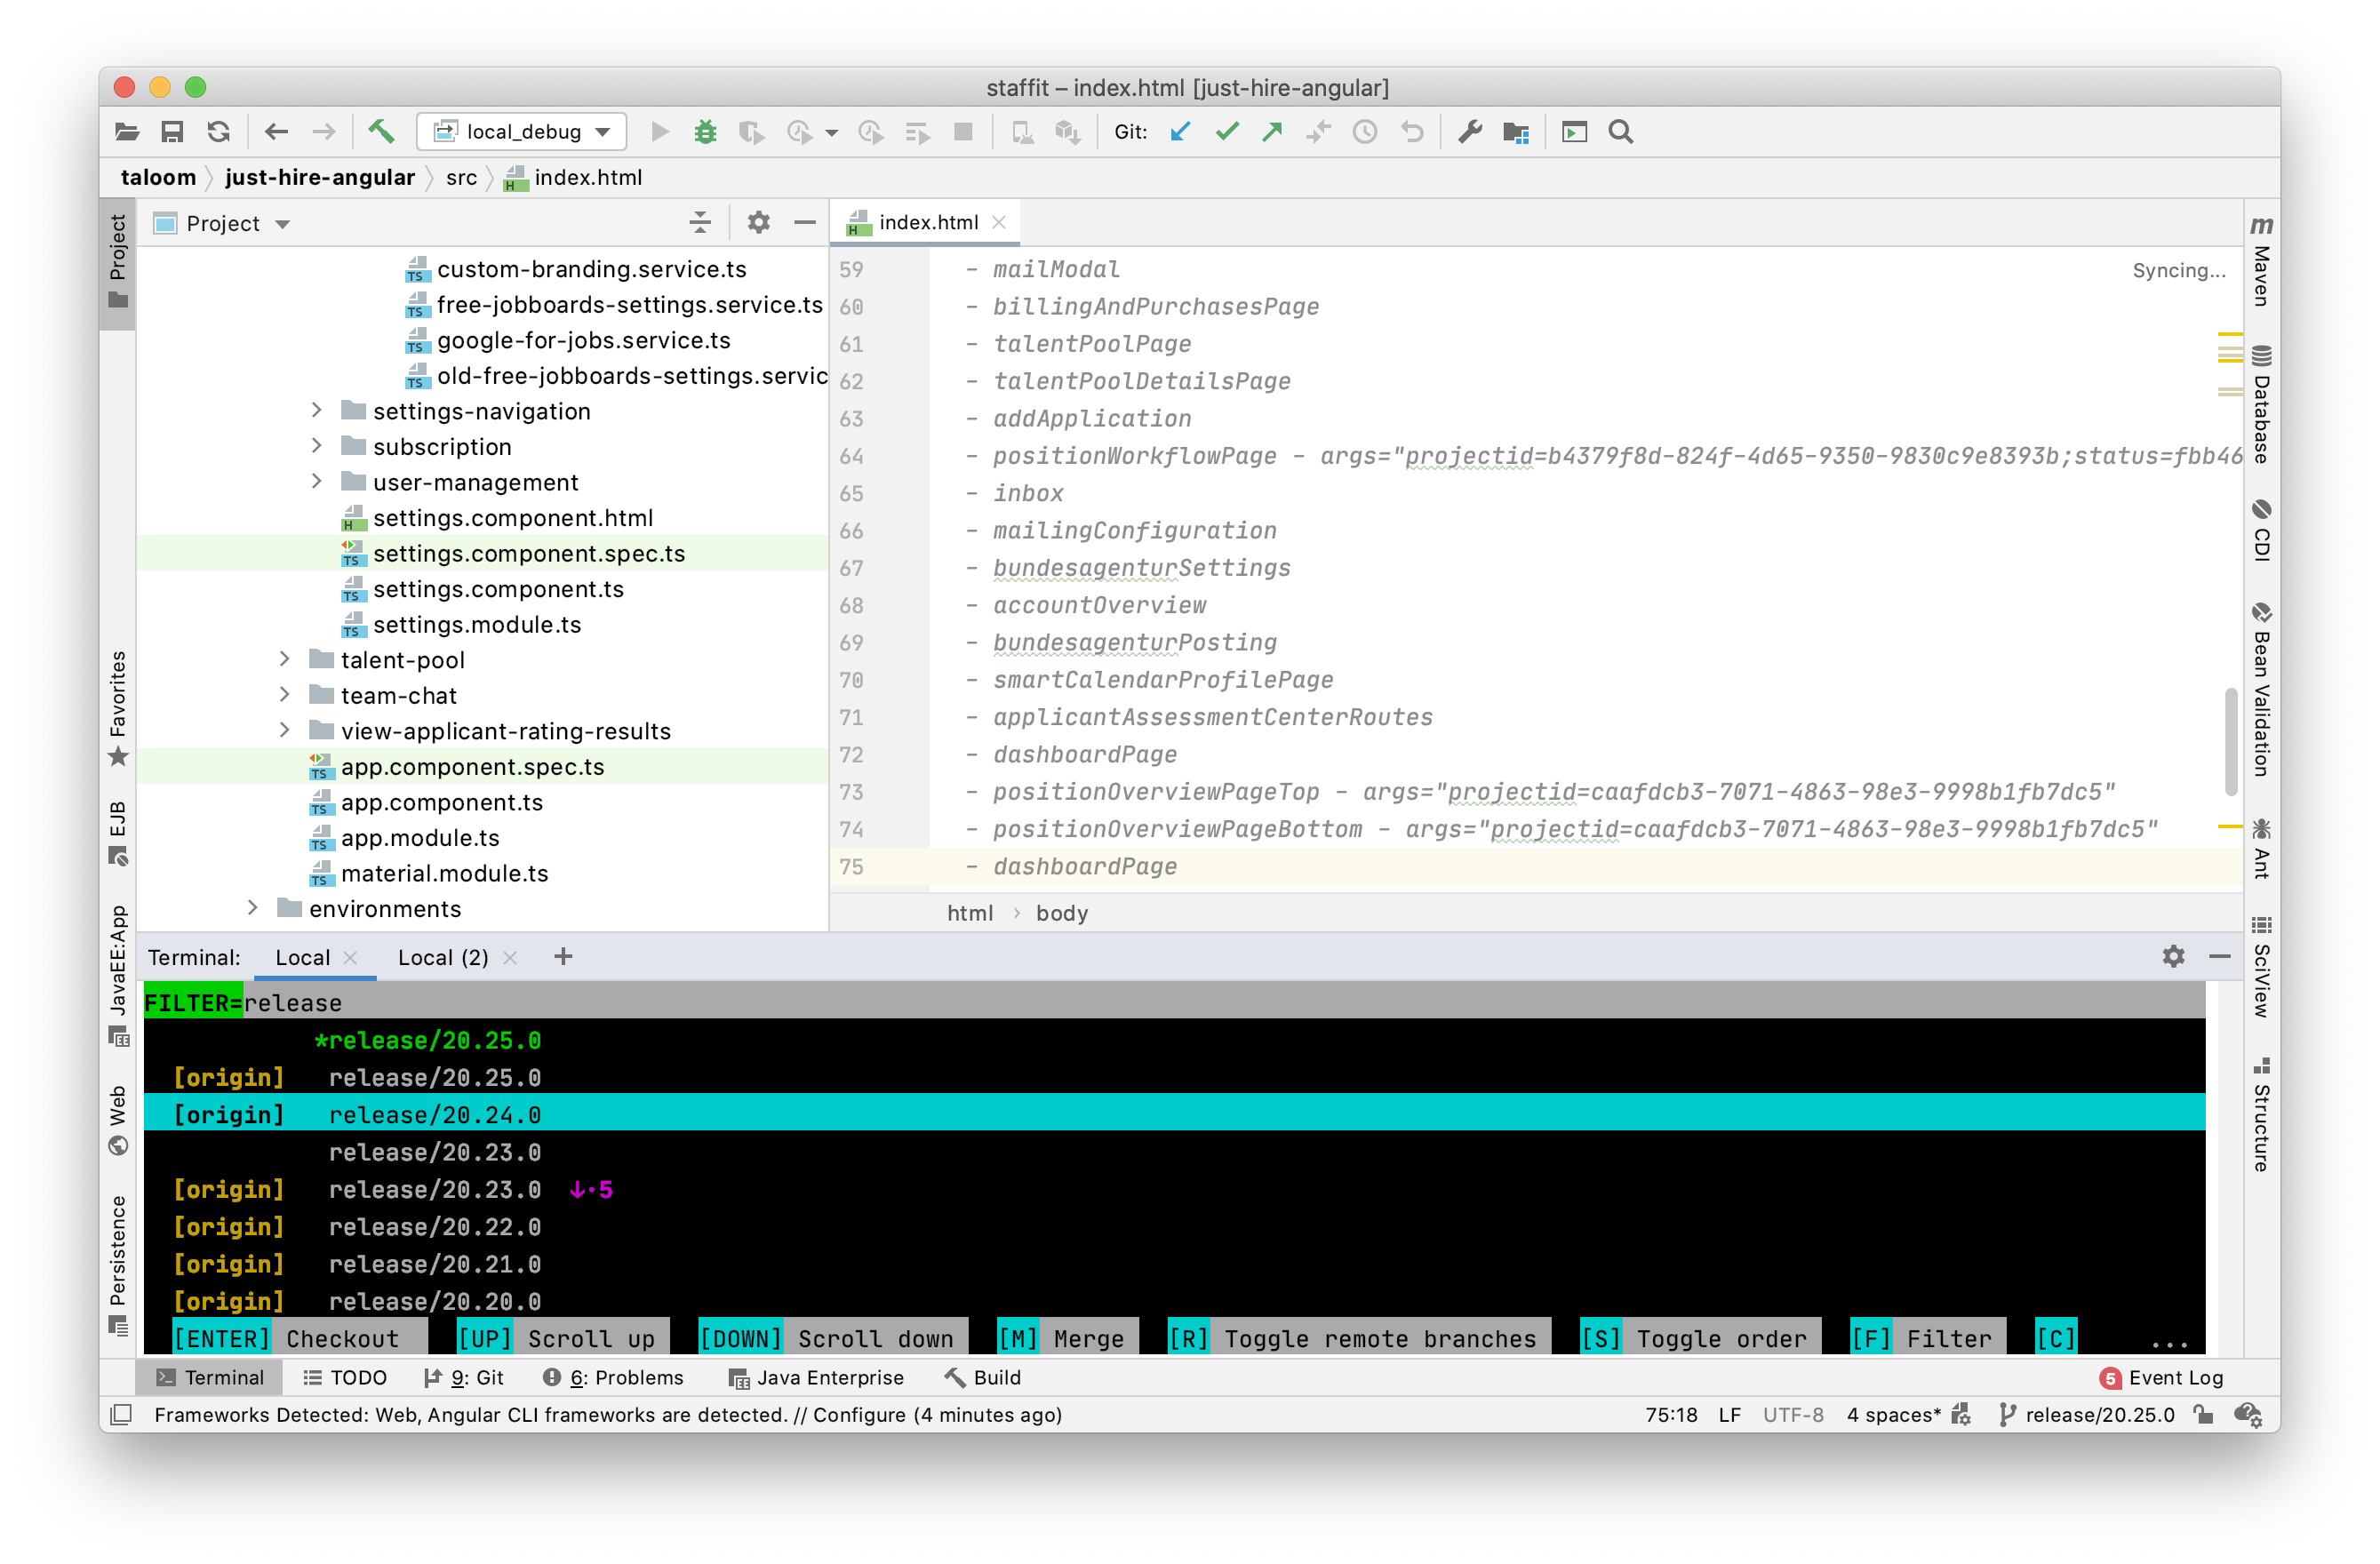 staffit – index.html [just-hire-angular]
local_debug
Git:
taloom
just-hire-angular
src
index.html
Project
custom-branding.service.ts
free-jobboards-settings.service.ts
google-for-jobs.service.ts
old-free-jobboards-settings.servic
settings-navigation
subscription
user-management
settings.component.html
settings.component.spec.ts
settings.component.ts
settings.module.ts
talent-pool
team-chat
view-applicant-rating-results
app.component.spec.ts
app.component.ts
app.module.ts
material.module.ts
environments
index.html
Syncing...
59 - mailModal
60 - billingAndPurchasesPage
61 - talentPoolPage
62 - talentPoolDetailsPage
63 - addApplication
64 - positionWorkflowPage - args="projectid=b4379f8d-824f-4d65-9350-9830c9e8393b;status=fbb46
65 - inbox
66 - mailingConfiguration
67 - bundesagenturSettings
68 - accountOverview
69 - bundesagenturPosting
70 - smartCalendarProfilePage
71 - applicantAssessmentCenterRoutes
72 - dashboardPage
73 - positionOverviewPageTop - args="projectid=caafdcb3-7071-4863-98e3-9998b1fb7dc5"
74 - positionOverviewPageBottom - args="projectid=caafdcb3-7071-4863-98e3-9998b1fb7dc5"
75 - dashboardPage
html › body
Project
Favorites
EJB
JavaEE:App
Web
Persistence
m Maven
Database
CDI
Bean Validation
Ant
SciView
Structure
Terminal: Local Local (2) +
FILTER=release
*release/20.25.0
[origin] release/20.25.0
[origin] release/20.24.0
release/20.23.0
[origin] release/20.23.0 ↓·5
[origin] release/20.22.0
[origin] release/20.21.0
[origin] release/20.20.0
[ENTER] Checkout [UP] Scroll up [DOWN] Scroll down [M] Merge [R] Toggle remote branches [S] Toggle order [F] Filter [C] ...
Terminal TODO 9: Git 6: Problems Java Enterprise Build 5 Event Log
Frameworks Detected: Web, Angular CLI frameworks are detected. // Configure (4 minutes ago) 75:18 LF UTF-8 4 spaces* release/20.25.0